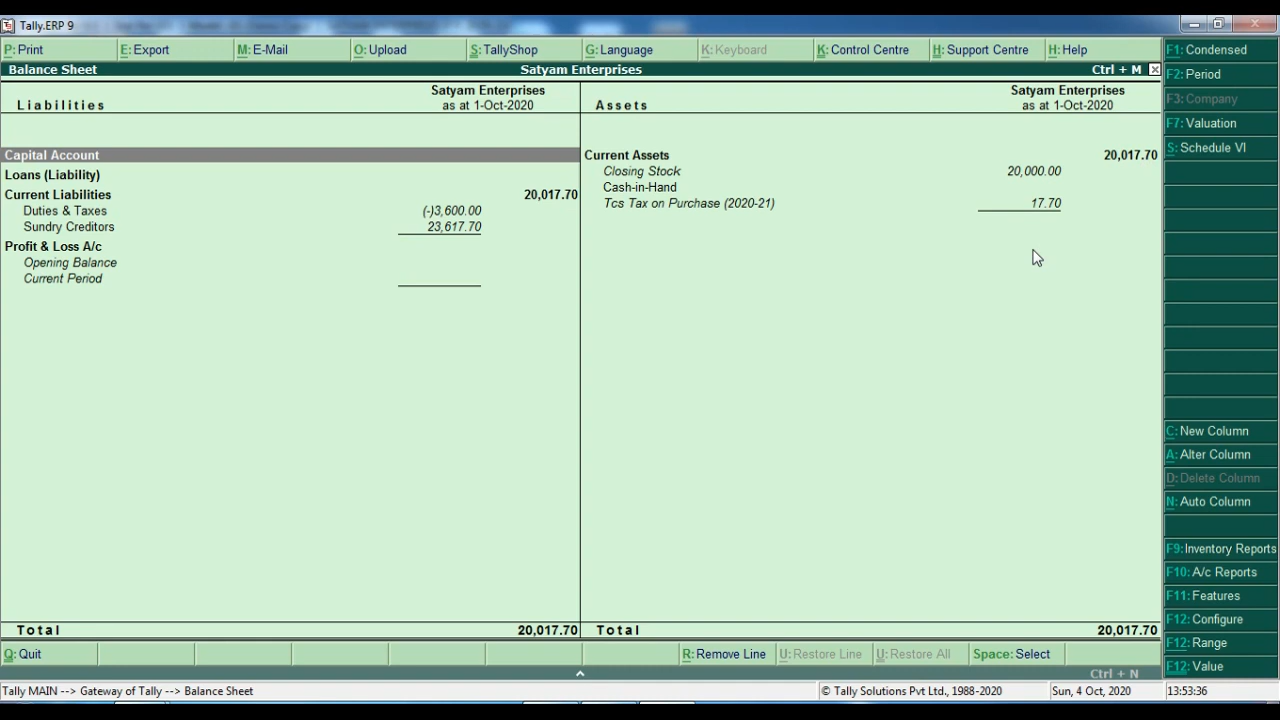 Tally.ERP 9
P: Print E: Export M: E-Mail O: Upload S: TallyShop G: Language K: Keyboard K: Control Centre H: Support Centre H: Help
Balance Sheet Satyam Enterprises Ctrl + M
Liabilities
Satyam Enterprises
as at 1-Oct-2020
Capital Account
Loans (Liability)
Current Liabilities 20,017.70
Duties & Taxes (-)3,600.00
Sundry Creditors 23,617.70
Profit & Loss A/c
Opening Balance
Current Period
Total 20,017.70
Assets
Satyam Enterprises
as at 1-Oct-2020
Current Assets 20,017.70
Closing Stock 20,000.00
Cash-in-Hand
Tcs Tax on Purchase (2020-21) 17.70
Total 20,017.70
F1: Condensed
F2: Period
F3: Company
F7: Valuation
S: Schedule VI
C: New Column
A: Alter Column
D: Delete Column
N: Auto Column
F9: Inventory Reports
F10: A/c Reports
F11: Features
F12: Configure
F12: Range
F12: Value
Q: Quit R: Remove Line U: Restore Line U: Restore All Space: Select
Ctrl + N
Tally MAIN --> Gateway of Tally --> Balance Sheet © Tally Solutions Pvt Ltd., 1988-2020 Sun, 4 Oct, 2020 13:53:36